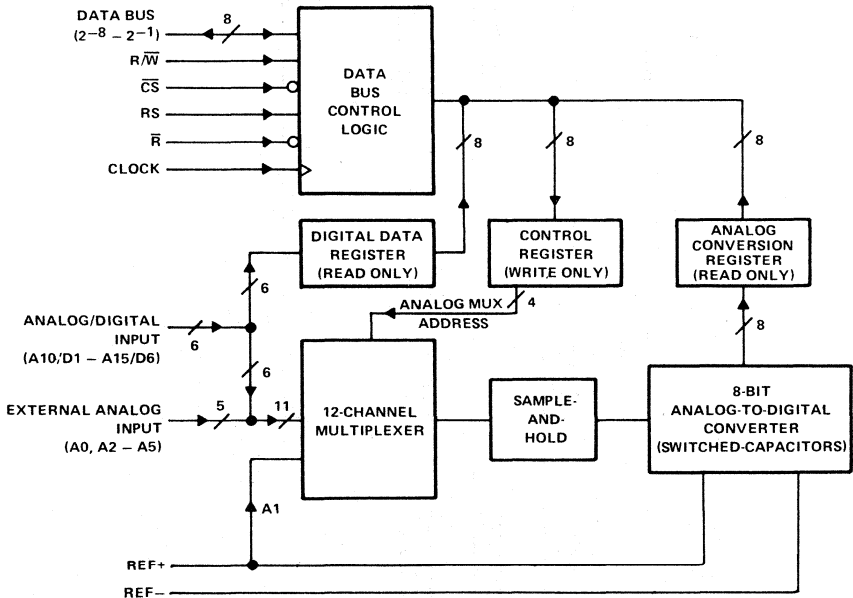 DATA BUS
(2⁻⁸ – 2⁻¹)
8
R/W̅
C̅S̅
RS
R̅
CLOCK
DATA
BUS
CONTROL
LOGIC
8
8
8
DIGITAL DATA
REGISTER
(READ ONLY)
CONTROL
REGISTER
(WRITE ONLY)
ANALOG
CONVERSION
REGISTER
(READ ONLY)
6
ANALOG MUX
ADDRESS
4
ANALOG/DIGITAL
INPUT
(A10/D1 – A15/D6)
6
8
6
EXTERNAL ANALOG
INPUT
(A0, A2 – A5)
5
11
12-CHANNEL
MULTIPLEXER
SAMPLE-
AND-
HOLD
8-BIT
ANALOG-TO-DIGITAL
CONVERTER
(SWITCHED-CAPACITORS)
A1
REF+
REF–